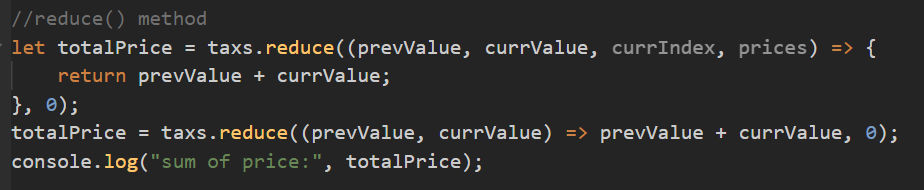 //reduce() method
let totalPrice = taxs.reduce((prevValue, currValue, currIndex, prices) => {
    return prevValue + currValue;
}, 0);
totalPrice = taxs.reduce((prevValue, currValue) => prevValue + currValue, 0);
console.log("sum of price:", totalPrice);